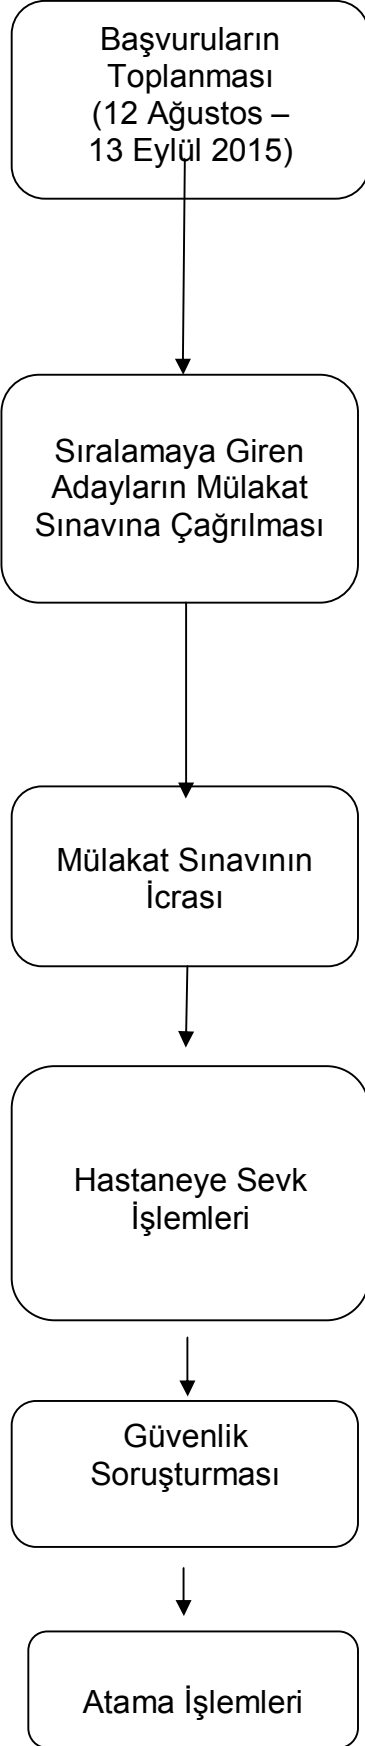 Başvuruların
Toplanması
(12 Ağustos –
13 Eylül 2015)
Sıralamaya Giren
Adayların Mülakat
Sınavına Çağrılması
Mülakat Sınavının
İcrası
Hastaneye Sevk
İşlemleri
Güvenlik
Soruşturması
Atama İşlemleri